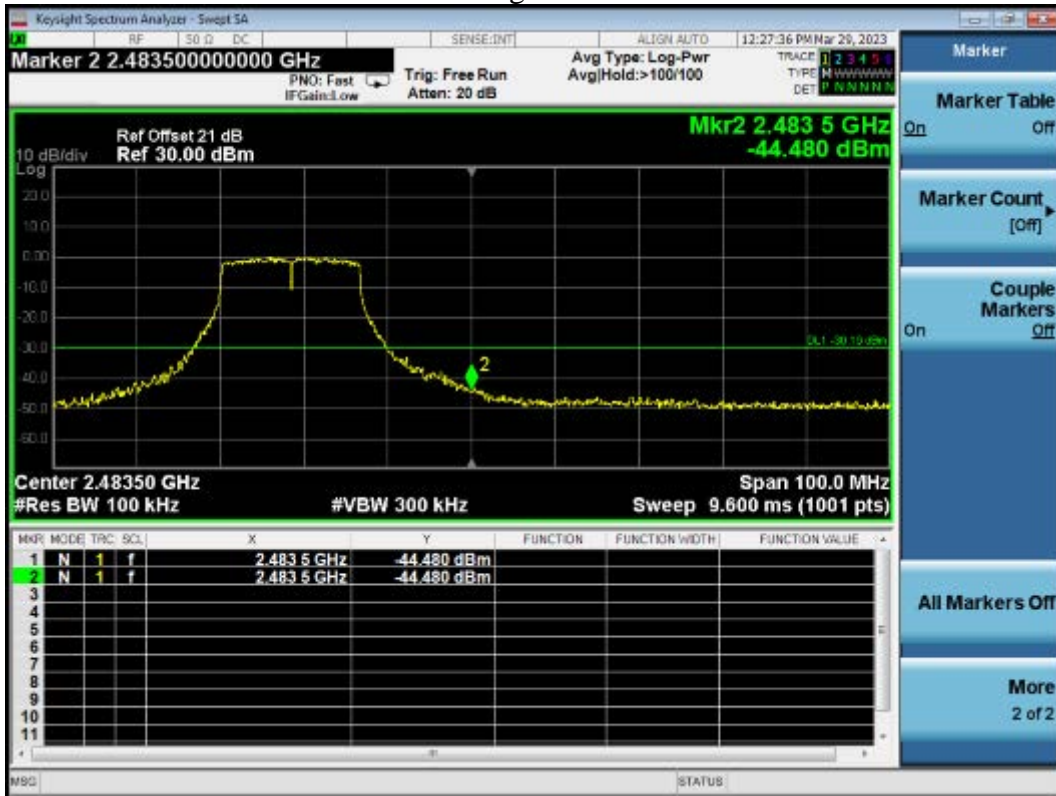 Keysight Spectrum Analyzer - Swept SA
RF 50 Ω DC SENSE:INT ALIGN AUTO 12:27:36 PM Mar 29, 2023
Marker 2 2.483500000000 GHz
PNO: Fast
IFGain:Low
Trig: Free Run
Atten: 20 dB
Avg Type: Log-Pwr
Avg|Hold:>100/100
TRACE 1 2 3 4 5 6
TYPE M W W W W W
DET P N N N N N
Ref Offset 21 dB
10 dB/div Ref 30.00 dBm
Log
Mkr2 2.483 5 GHz
-44.480 dBm
20.0
10.0
0.00
-10.0
-20.0
-30.0
-40.0
-50.0
-60.0
2
Center 2.48350 GHz Span 100.0 MHz
#Res BW 100 kHz #VBW 300 kHz Sweep 9.600 ms (1001 pts)
MKR MODE TRC SCL X Y FUNCTION FUNCTION WIDTH FUNCTION VALUE
1 N 1 f 2.483 5 GHz -44.480 dBm
2 N 1 f 2.483 5 GHz -44.480 dBm
3
4
5
6
7
8
9
10
11
MSG STATUS
Marker
Marker Table
On Off
Marker Count
[Off]
Couple
Markers
On Off
All Markers Off
More
2 of 2